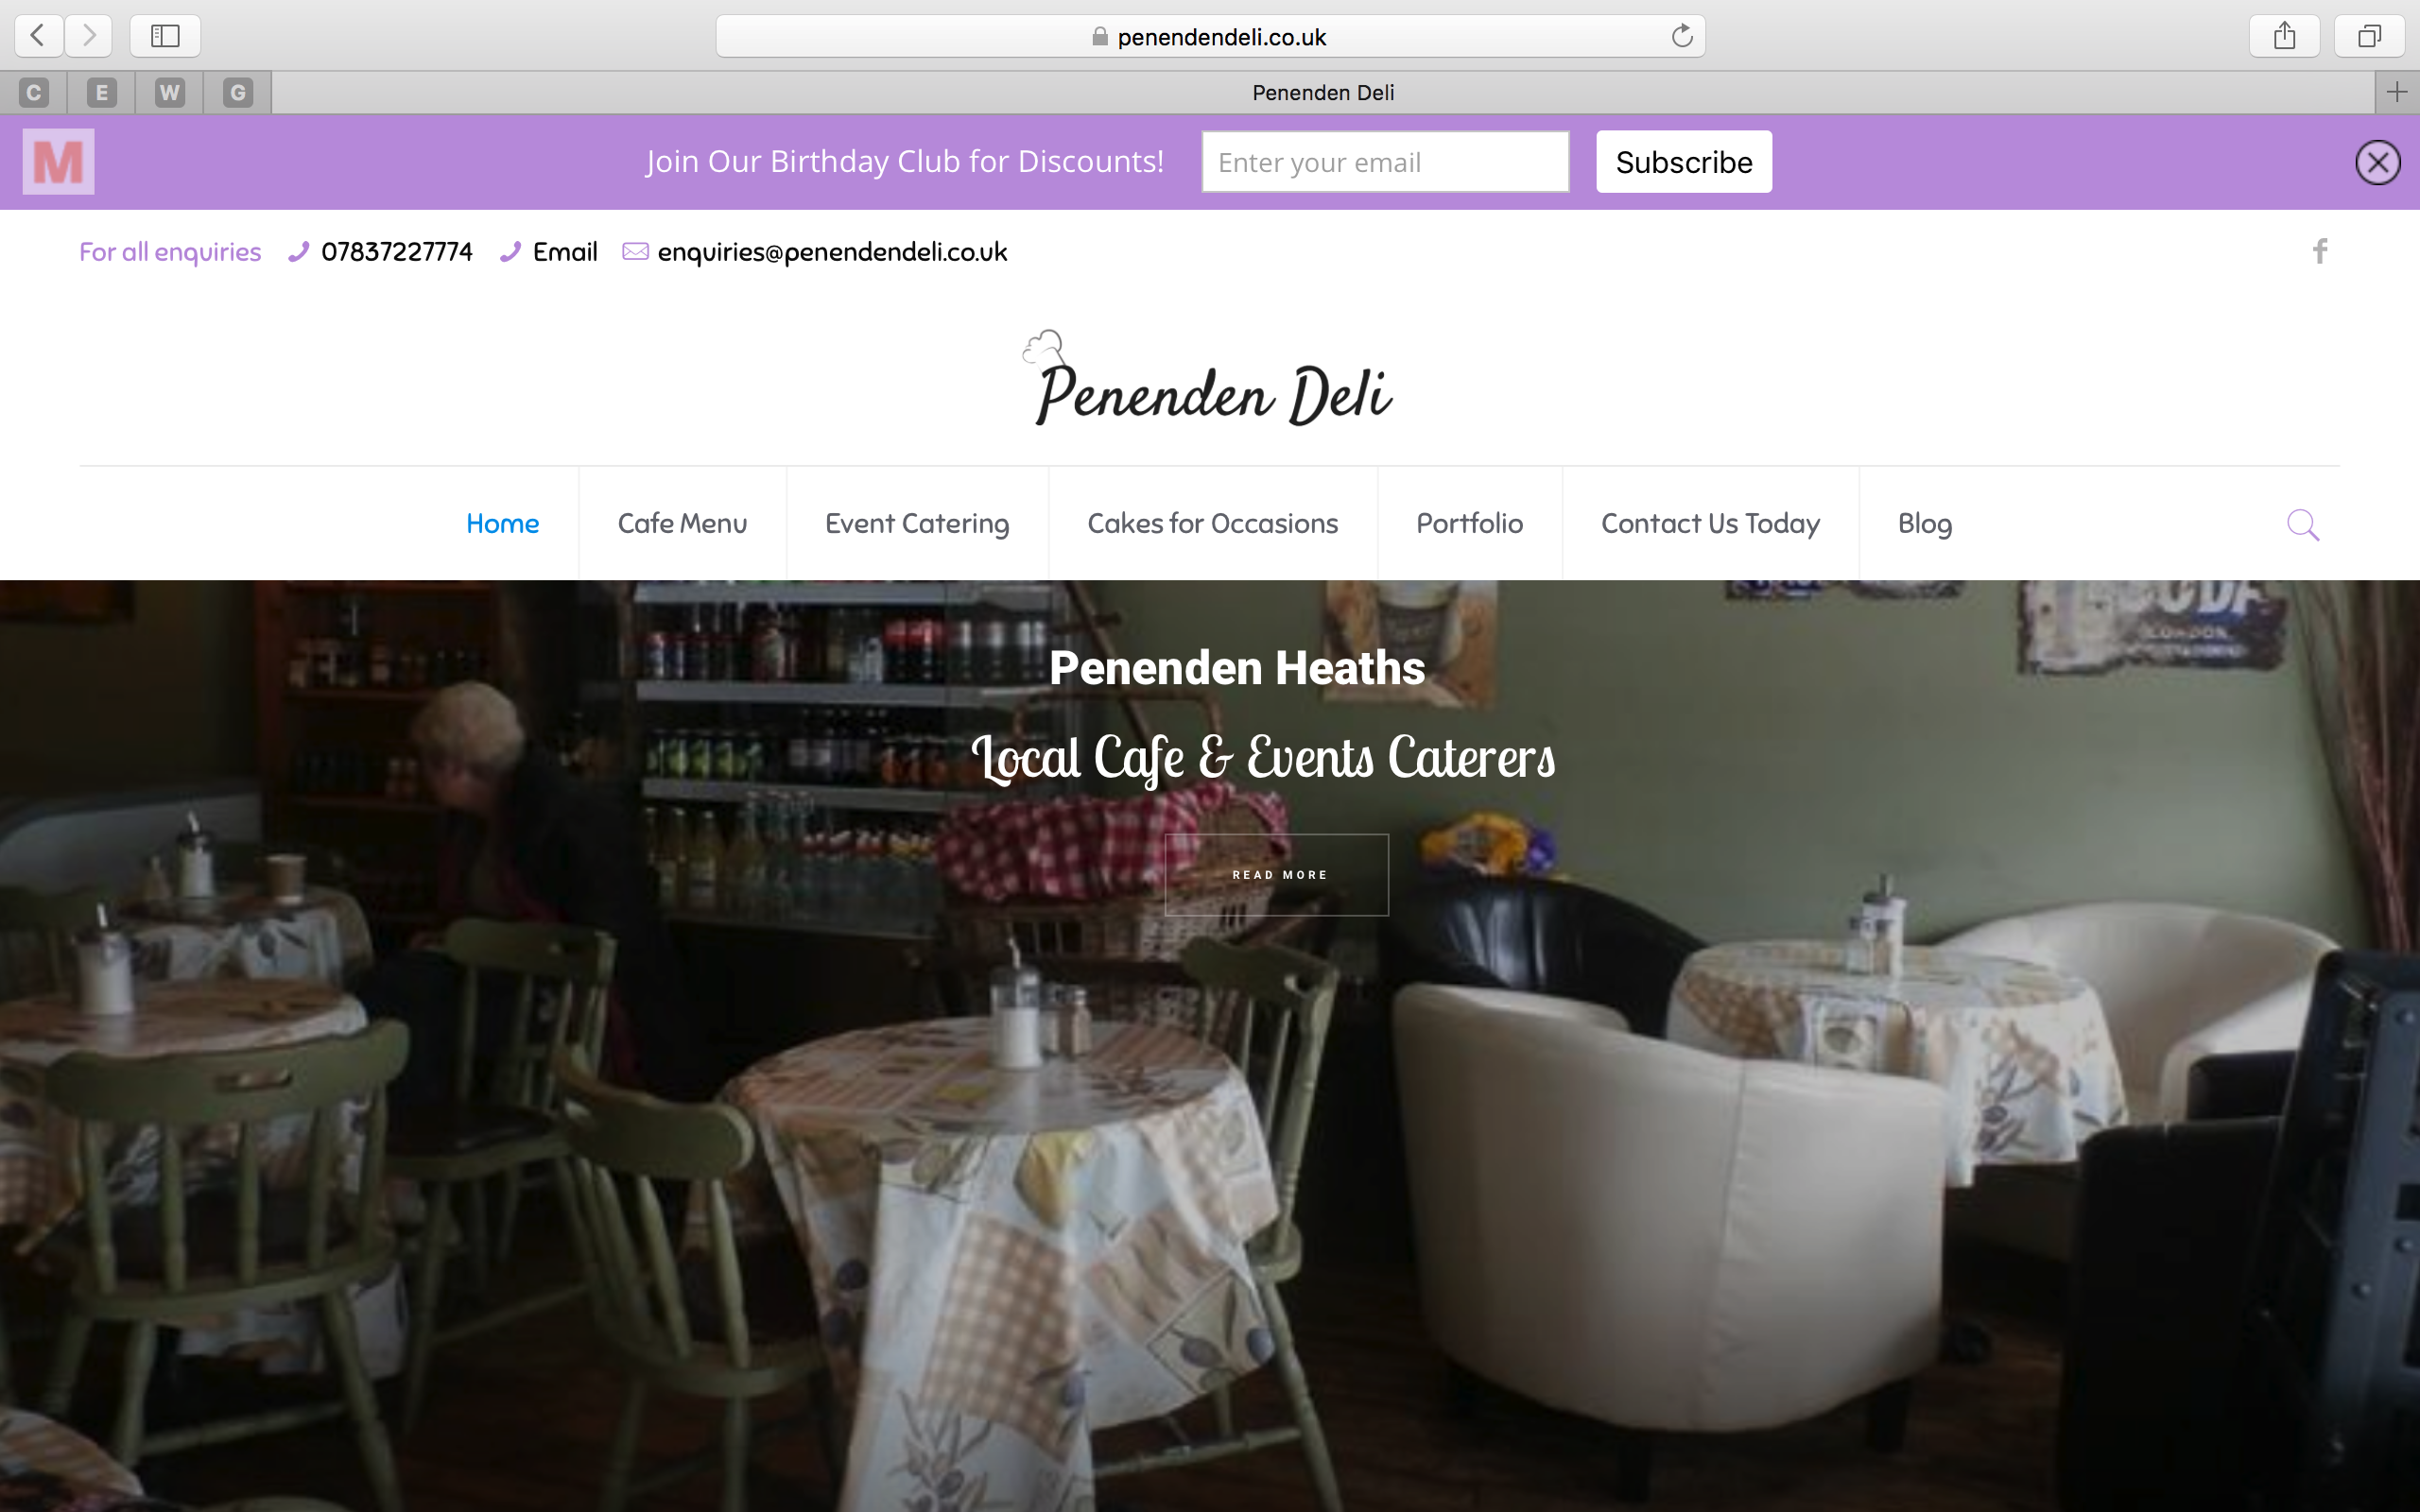 penendendeli.co.uk
C E W G Penenden Deli
M Join Our Birthday Club for Discounts! Enter your email Subscribe
For all enquiries 07837227774 Email enquiries@penendendeli.co.uk
Penenden Deli
Home Cafe Menu Event Catering Cakes for Occasions Portfolio Contact Us Today Blog
Penenden Heaths
Local Cafe & Events Caterers
READ MORE
LONDON